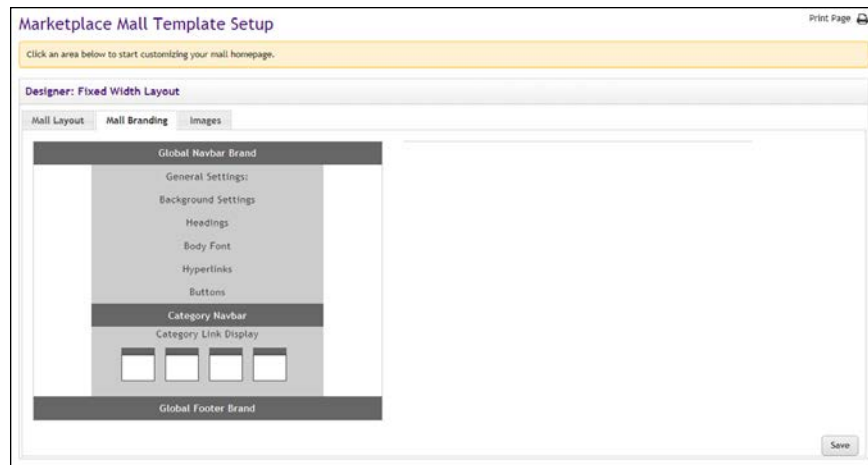 Marketplace Mall Template Setup
Print Page
Click an area below to start customizing your mall homepage.
Designer: Fixed Width Layout
Mall Layout
Mall Branding
Images
Global Navbar Brand
General Settings:
Background Settings
Headings
Body Font
Hyperlinks
Buttons
Category Navbar
Category Link Display
Global Footer Brand
Save